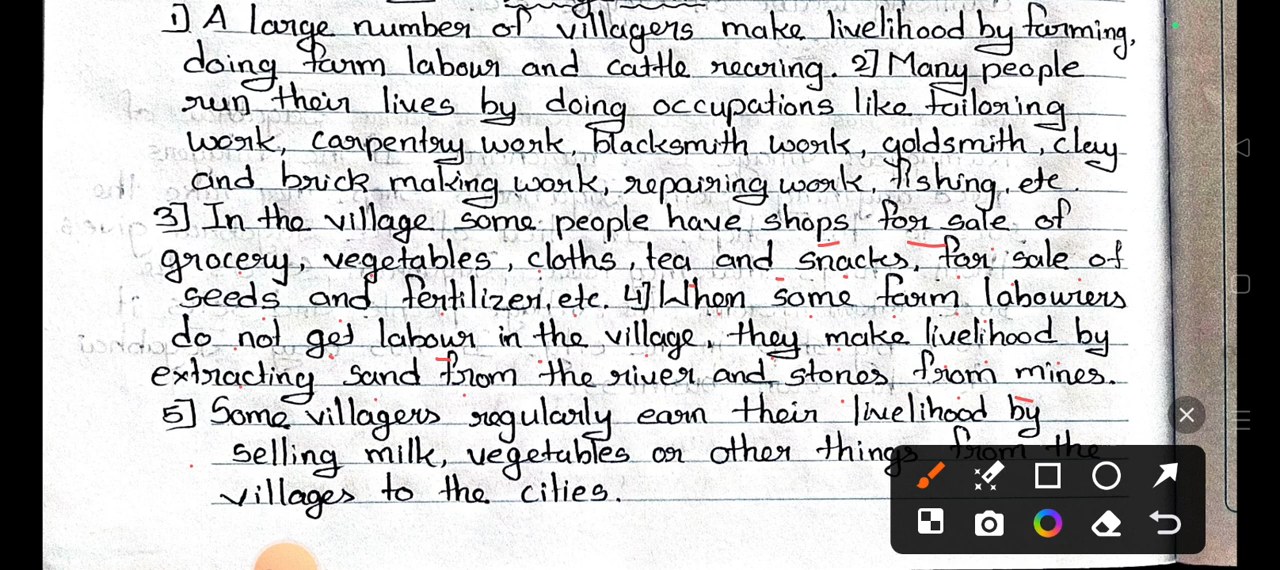 1] A large number of villagers make livelihood by farming,
doing farm labour and cattle rearing. 2] Many people
run their lives by doing occupations like tailoring
work, carpentry work, blacksmith work, goldsmith, clay
and brick making work, repairing work, fishing, etc.
3] In the village some people have shops for sale of
grocery, vegetables, cloths, tea and snacks, for sale of
seeds and fertilizer, etc. 4] When some farm labourers
do not get labour in the village, they make livelihood by
extracting sand from the river and stones from mines.
5] Some villagers regularly earn their livelihood by
selling milk, vegetables or other things from the
villages to the cities.